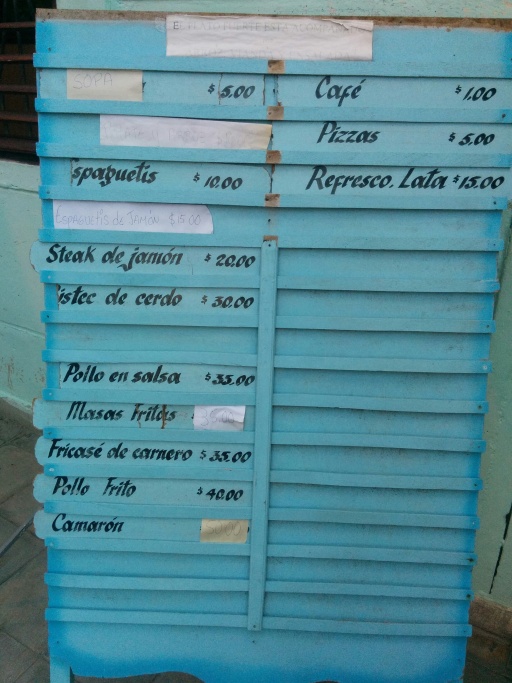 SOPA $ 5.00
spaguetis $ 10.00
ESPAGUETIS de JAMÓN $15.00
Steak de jamón $ 20.00
istec de cerdo $ 30.00
Pollo en salsa $ 35.00
Masas Fritas 35.00
Fricasé de carnero $ 35.00
Pollo Frito $ 40.00
Camarón
Café $ 1.00
Pizzas $ 5.00
Refresco. Lata $ 15.00